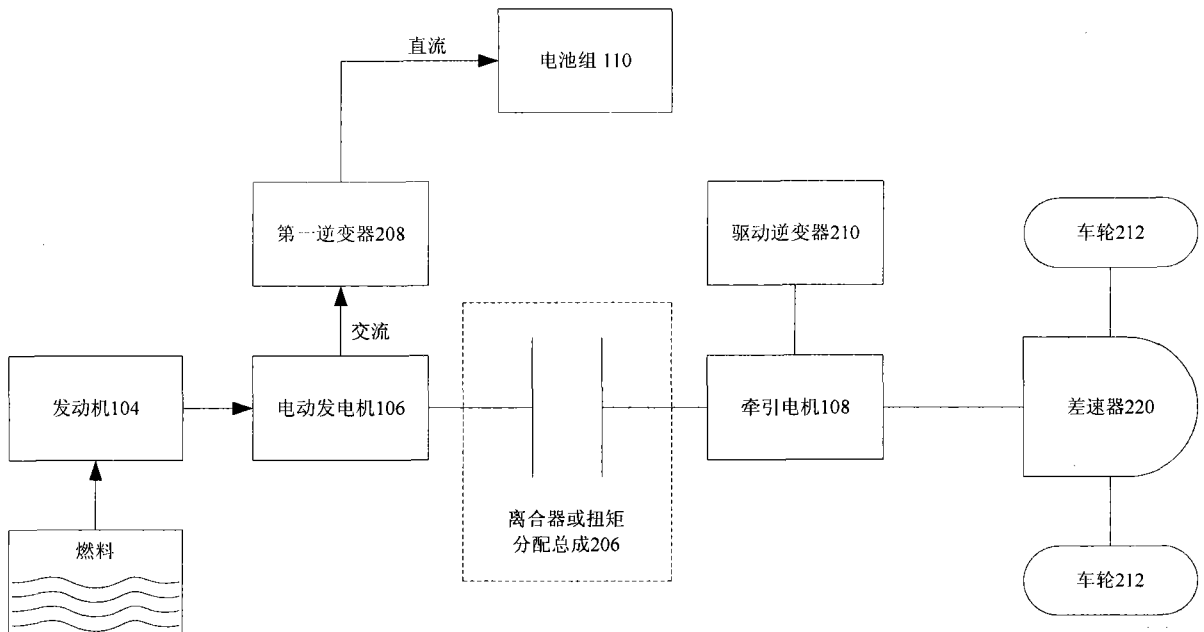 直流
电池组 110
第一逆变器208
驱动逆变器210
车轮212
交流
发动机104
电动发电机106
牵引电机108
差速器220
离合器或扭矩
分配总成206
燃料
车轮212